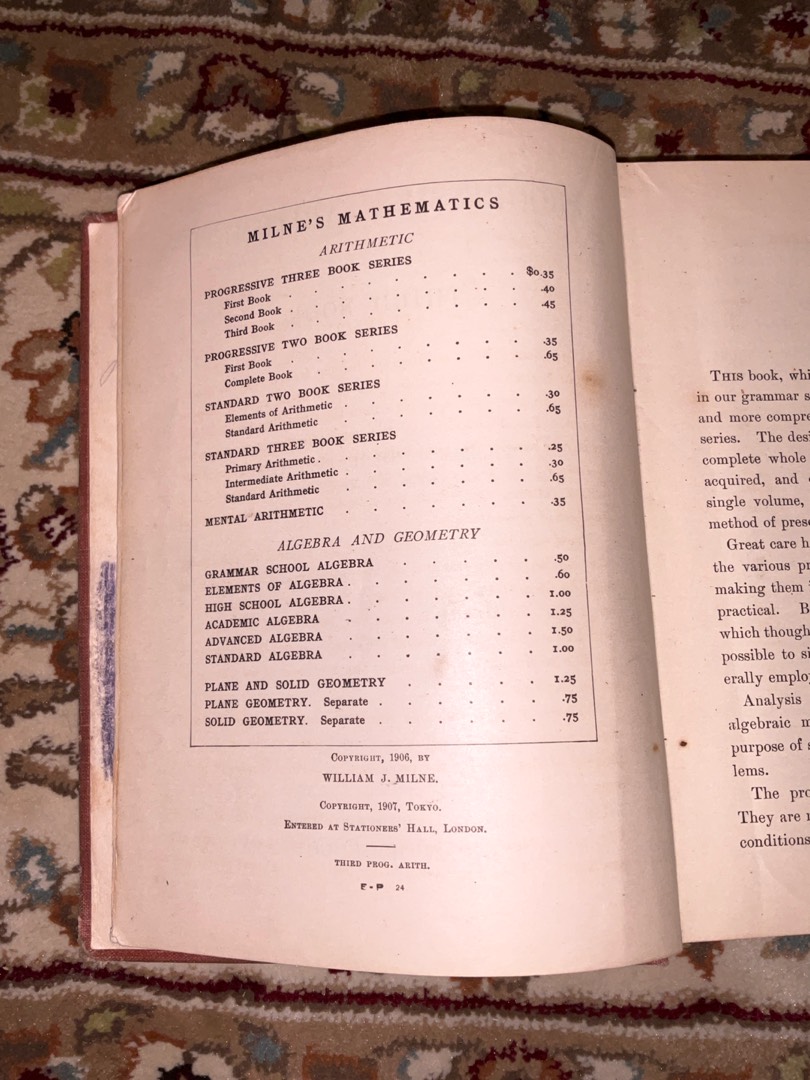 MILNE'S MATHEMATICS
ARITHMETIC
PROGRESSIVE THREE BOOK SERIES
First Book . . . . . . . . $0.35
Second Book . . . . . . . . .40
Third Book . . . . . . . . .45
PROGRESSIVE TWO BOOK SERIES
First Book . . . . . . . .35
Complete Book . . . . . . . .65
STANDARD TWO BOOK SERIES
Elements of Arithmetic . . . . . . .30
Standard Arithmetic . . . . . . .65
STANDARD THREE BOOK SERIES
Primary Arithmetic . . . . . . . .25
Intermediate Arithmetic . . . . . . .30
Standard Arithmetic . . . . . . .65
MENTAL ARITHMETIC . . . . . . .35
ALGEBRA AND GEOMETRY
GRAMMAR SCHOOL ALGEBRA . . . . . .50
ELEMENTS OF ALGEBRA . . . . . . .60
HIGH SCHOOL ALGEBRA . . . . . . . 1.00
ACADEMIC ALGEBRA . . . . . . . 1.25
ADVANCED ALGEBRA . . . . . . . 1.50
STANDARD ALGEBRA . . . . . . . 1.00
PLANE AND SOLID GEOMETRY . . . . . 1.25
PLANE GEOMETRY. Separate . . . . . . .75
SOLID GEOMETRY. Separate . . . . . . .75
COPYRIGHT, 1906, BY
WILLIAM J. MILNE.
COPYRIGHT, 1907, TOKYO.
ENTERED AT STATIONERS' HALL, LONDON.
THIRD PROG. ARITH.
E-P 24
THIS book, whi
in our grammar s
and more compre
series. The desi
complete whole
acquired, and
single volume,
method of pres
Great care h
the various pr
making them
practical. B
which though
possible to si
erally emplo
Analysis
algebraic m
purpose of s
lems.
The pro
They are
conditions